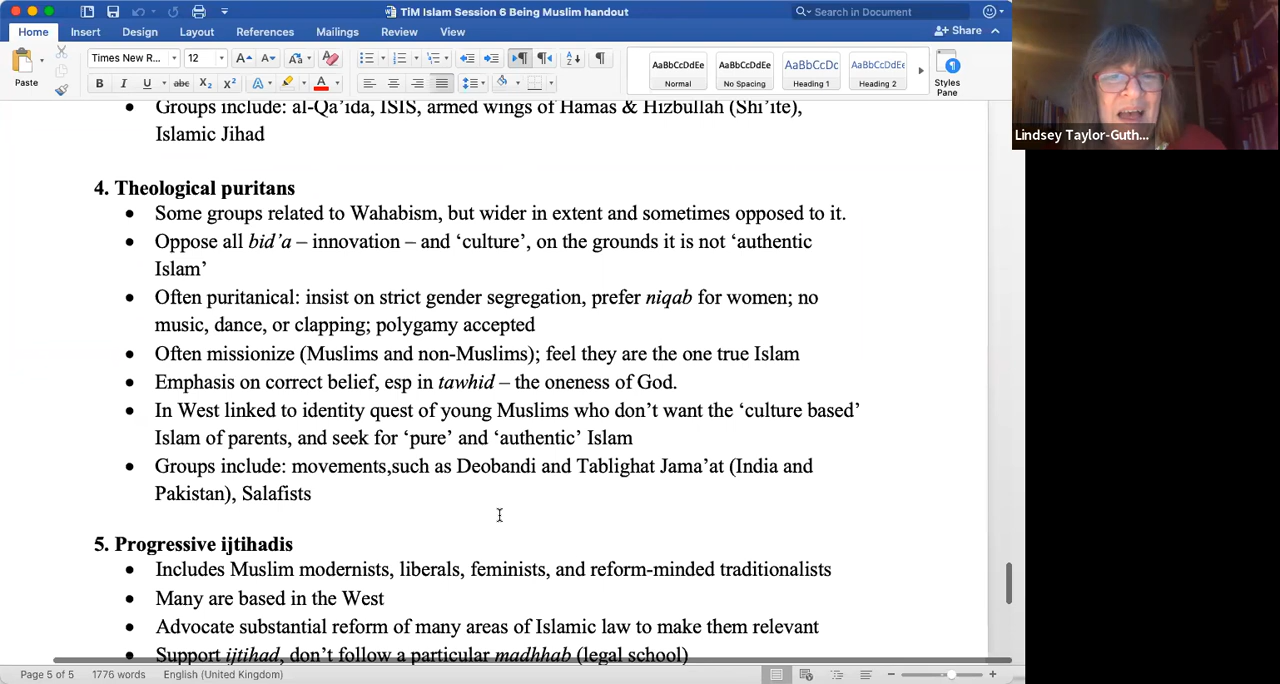 TiM Islam Session 6 Being Muslim handout
Search in Document
Home Insert Design Layout References Mailings Review View
Share
Paste
Times New R...
12
AaBbCcDdEe
Normal
AaBbCcDdEe
No Spacing
AaBbCcDc
Heading 1
AaBbCcDdEe
Heading 2
Styles
Pane
Lindsey Taylor-Guth...
• Groups include: al-Qa’ida, ISIS, armed wings of Hamas & Hizbullah (Shi’ite),
Islamic Jihad
4. Theological puritans
• Some groups related to Wahabism, but wider in extent and sometimes opposed to it.
• Oppose all bid’a – innovation – and ‘culture’, on the grounds it is not ‘authentic
Islam’
• Often puritanical: insist on strict gender segregation, prefer niqab for women; no
music, dance, or clapping; polygamy accepted
• Often missionize (Muslims and non-Muslims); feel they are the one true Islam
• Emphasis on correct belief, esp in tawhid – the oneness of God.
• In West linked to identity quest of young Muslims who don’t want the ‘culture based’
Islam of parents, and seek for ‘pure’ and ‘authentic’ Islam
• Groups include: movements,such as Deobandi and Tablighat Jama’at (India and
Pakistan), Salafists
5. Progressive ijtihadis
• Includes Muslim modernists, liberals, feminists, and reform-minded traditionalists
• Many are based in the West
• Advocate substantial reform of many areas of Islamic law to make them relevant
• Support ijtihad, don’t follow a particular madhhab (legal school)
Page 5 of 5 1776 words English (United Kingdom)